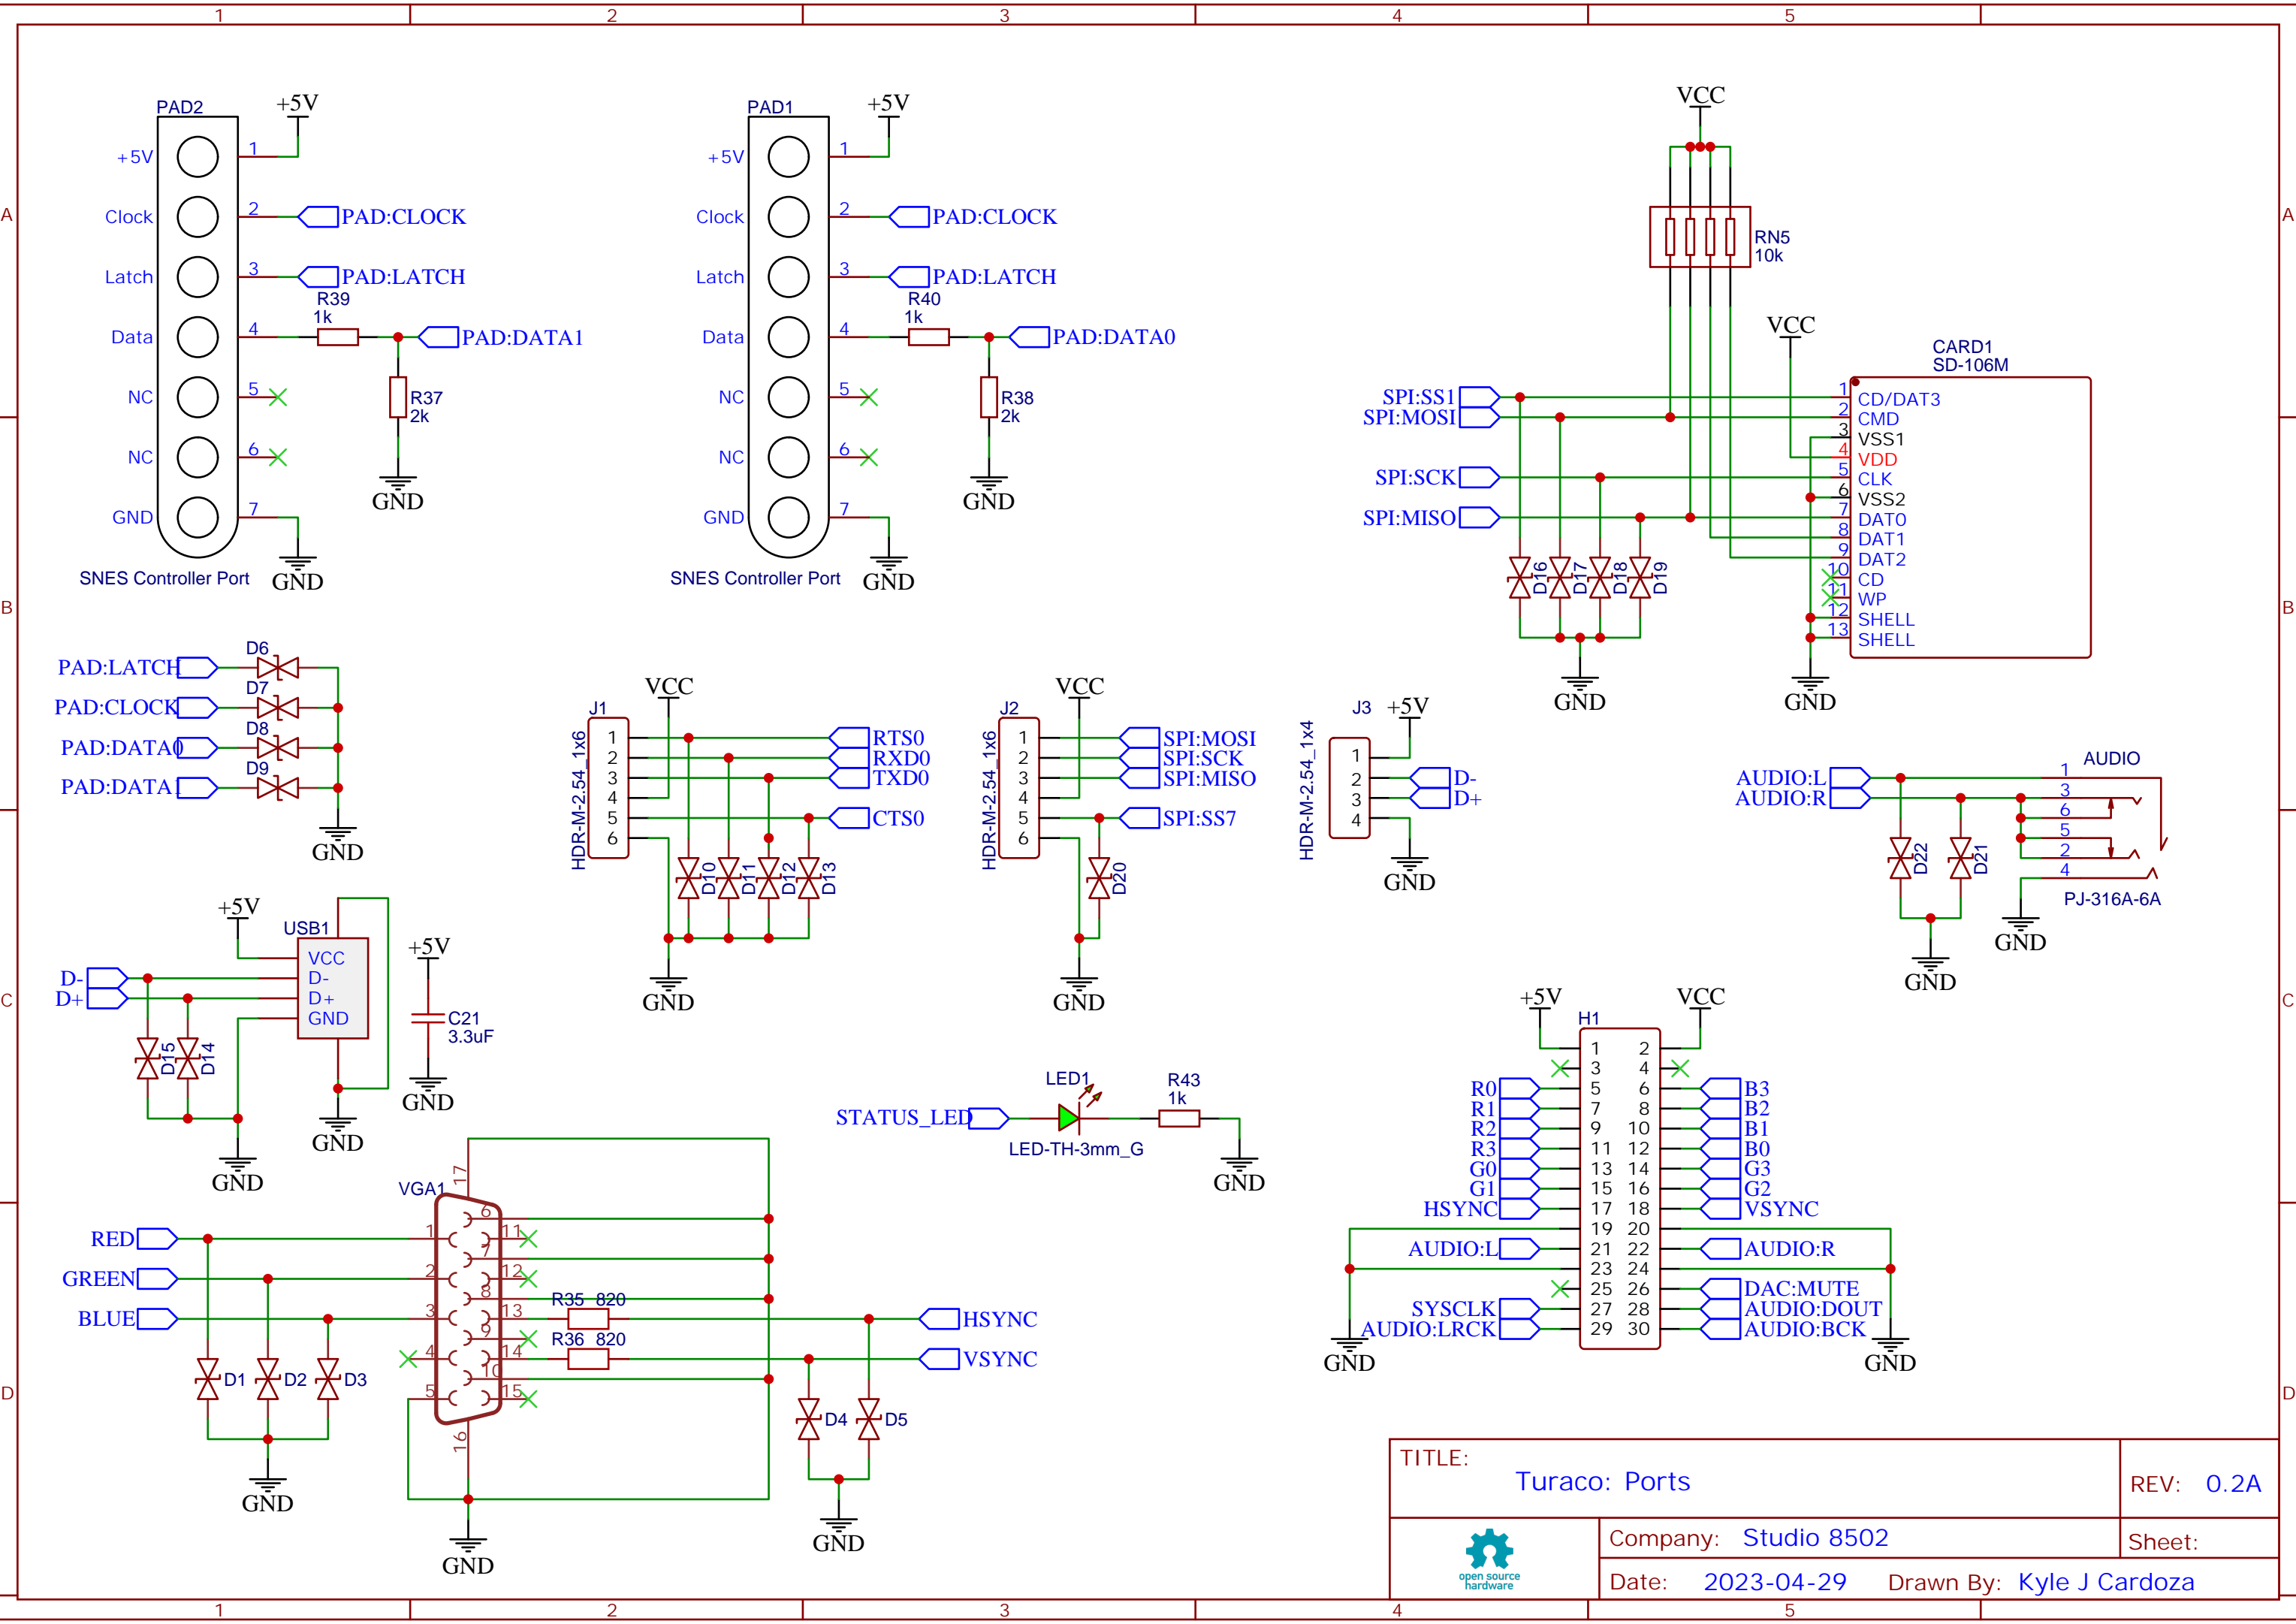 1 2 3 4 5
A A
B B
C C
D D
PAD2
+5V
+5V 1
Clock 2 PAD:CLOCK
Latch 3 PAD:LATCH
R39
1k
Data 4 PAD:DATA1
NC 5
R37
2k
NC 6
GND
GND 7
SNES Controller Port
GND
PAD1
+5V
+5V 1
Clock 2 PAD:CLOCK
Latch 3 PAD:LATCH
R40
1k
Data 4 PAD:DATA0
NC 5
R38
2k
NC 6
GND
GND 7
SNES Controller Port
GND
VCC
RN5
10k
VCC
CARD1
SD-106M
SPI:SS1
SPI:MOSI
SPI:SCK
SPI:MISO
1 CD/DAT3
2 CMD
3 VSS1
4 VDD
5 CLK
6 VSS2
7 DAT0
8 DAT1
9 DAT2
10 CD
11 WP
12 SHELL
13 SHELL
D16 D17 D18 D19
GND
GND
PAD:LATCH D6
PAD:CLOCK D7
PAD:DATA0 D8
PAD:DATA1 D9
GND
VCC
J1
HDR-M-2.54_1x6
1 RTS0
2 RXD0
3 TXD0
4
5 CTS0
6
D10 D11 D12 D13
GND
VCC
J2
HDR-M-2.54_1x6
1 SPI:MOSI
2 SPI:SCK
3 SPI:MISO
4
5 SPI:SS7
6
D20
GND
J3 +5V
HDR-M-2.54_1x4
1
2 D-
3 D+
4
GND
AUDIO
AUDIO:L
AUDIO:R
1
3
6
5
2
4
D22 D21
PJ-316A-6A
GND
GND
+5V
USB1
VCC
D- D-
D+ D+
GND
D15 D14
GND
GND
+5V
C21
3.3uF
GND
STATUS_LED
LED1
LED-TH-3mm_G
R43
1k
GND
VGA1
17
6
RED 1 11
7
GREEN 2 12
8
BLUE 3 13 R35 820 HSYNC
9
4 14 R36 820 VSYNC
10
5 15
16
D1 D2 D3
D4 D5
GND
GND
GND
+5V VCC
H1
1 2
3 4
R0 5 6 B3
R1 7 8 B2
R2 9 10 B1
R3 11 12 B0
G0 13 14 G3
G1 15 16 G2
HSYNC 17 18 VSYNC
19 20
AUDIO:L 21 22 AUDIO:R
23 24
25 26 DAC:MUTE
SYSCLK 27 28 AUDIO:DOUT
AUDIO:LRCK 29 30 AUDIO:BCK
GND GND
TITLE:
Turaco: Ports
REV: 0.2A
open source
hardware
Company: Studio 8502
Sheet:
Date: 2023-04-29 Drawn By: Kyle J Cardoza
1 2 3 4 5